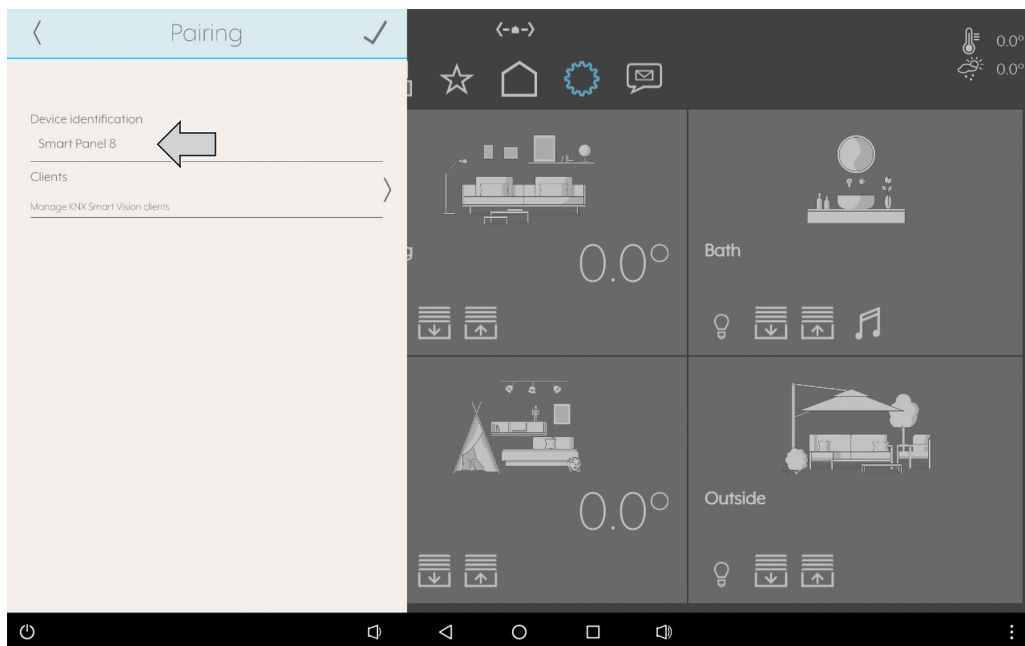 Pairing
0.0°
0.0°
Device identification
Smart Panel 8
Clients
Manage KNX Smart Vision clients
0.0°
Bath
0.0°
Outside